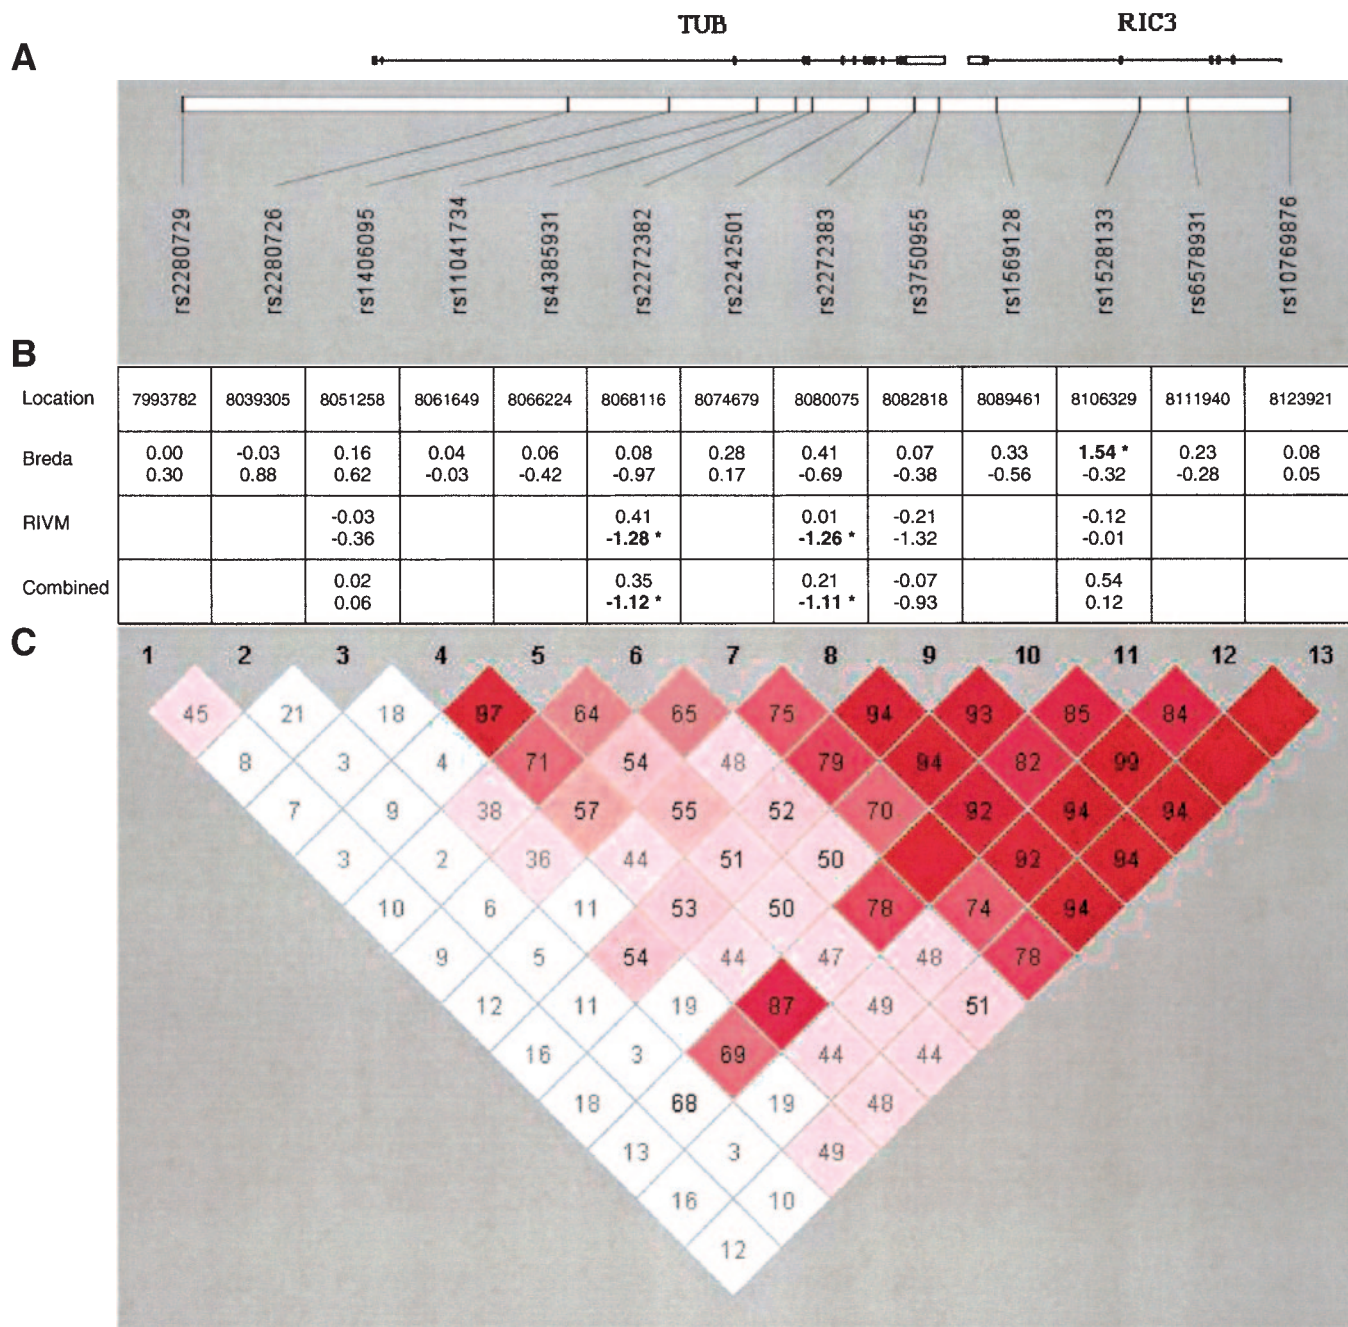 TUB RIC3
A
rs2280729 rs2280726 rs1406095 rs11041734 rs4385931 rs2272382 rs2242501 rs2272383 rs3750955 rs1569128 rs1528133 rs6578931 rs10769876
B
Location 7993782 8039305 8051258 8061649 8066224 8068116 8074679 8080075 8082818 8089461 8106329 8111940 8123921
Breda
0.00 -0.03 0.16 0.04 0.06 0.08 0.28 0.41 0.07 0.33 1.54 * 0.23 0.08
0.30 0.88 0.62 -0.03 -0.42 -0.97 0.17 -0.69 -0.38 -0.56 -0.32 -0.28 0.05
RIVM
-0.03 0.41 0.01 -0.21 -0.12
-0.36 -1.28 * -1.26 * -1.32 -0.01
Combined
0.02 0.35 0.21 -0.07 0.54
0.06 -1.12 * -1.11 * -0.93 0.12
C
1 2 3 4 5 6 7 8 9 10 11 12 13
45 21 18 97 64 65 75 94 93 85 84
8 3 4 71 54 48 79 94 82 99
7 9 38 57 55 52 70 92 94 94
3 2 36 44 51 50 92 94
10 6 11 53 50 78 74 94
9 5 54 44 47 48 78
12 11 19 87 49 51
16 3 69 44 44
18 68 19 48
13 3 49
16 10
12